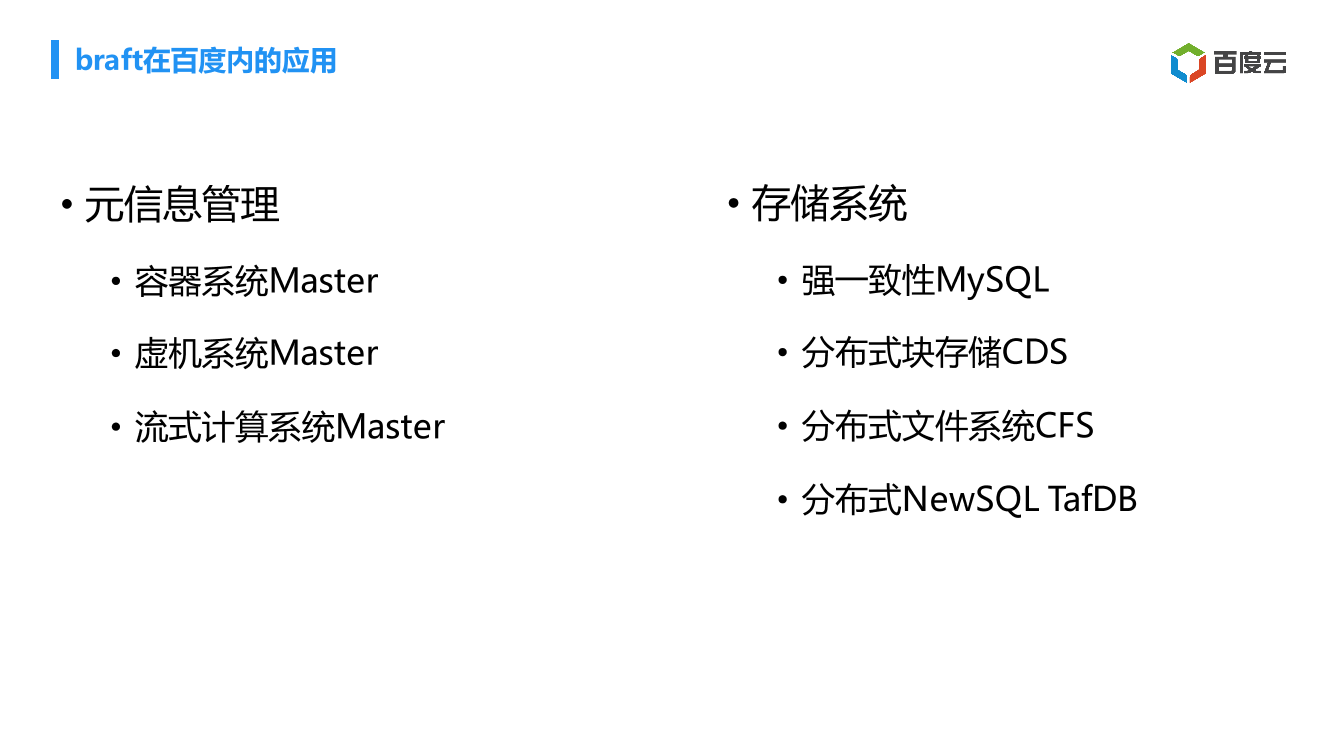 braft在百度内的应用
百度云
• 元信息管理
• 容器系统Master
• 虚机系统Master
• 流式计算系统Master
• 存储系统
• 强一致性MySQL
• 分布式块存储CDS
• 分布式文件系统CFS
• 分布式NewSQL TafDB